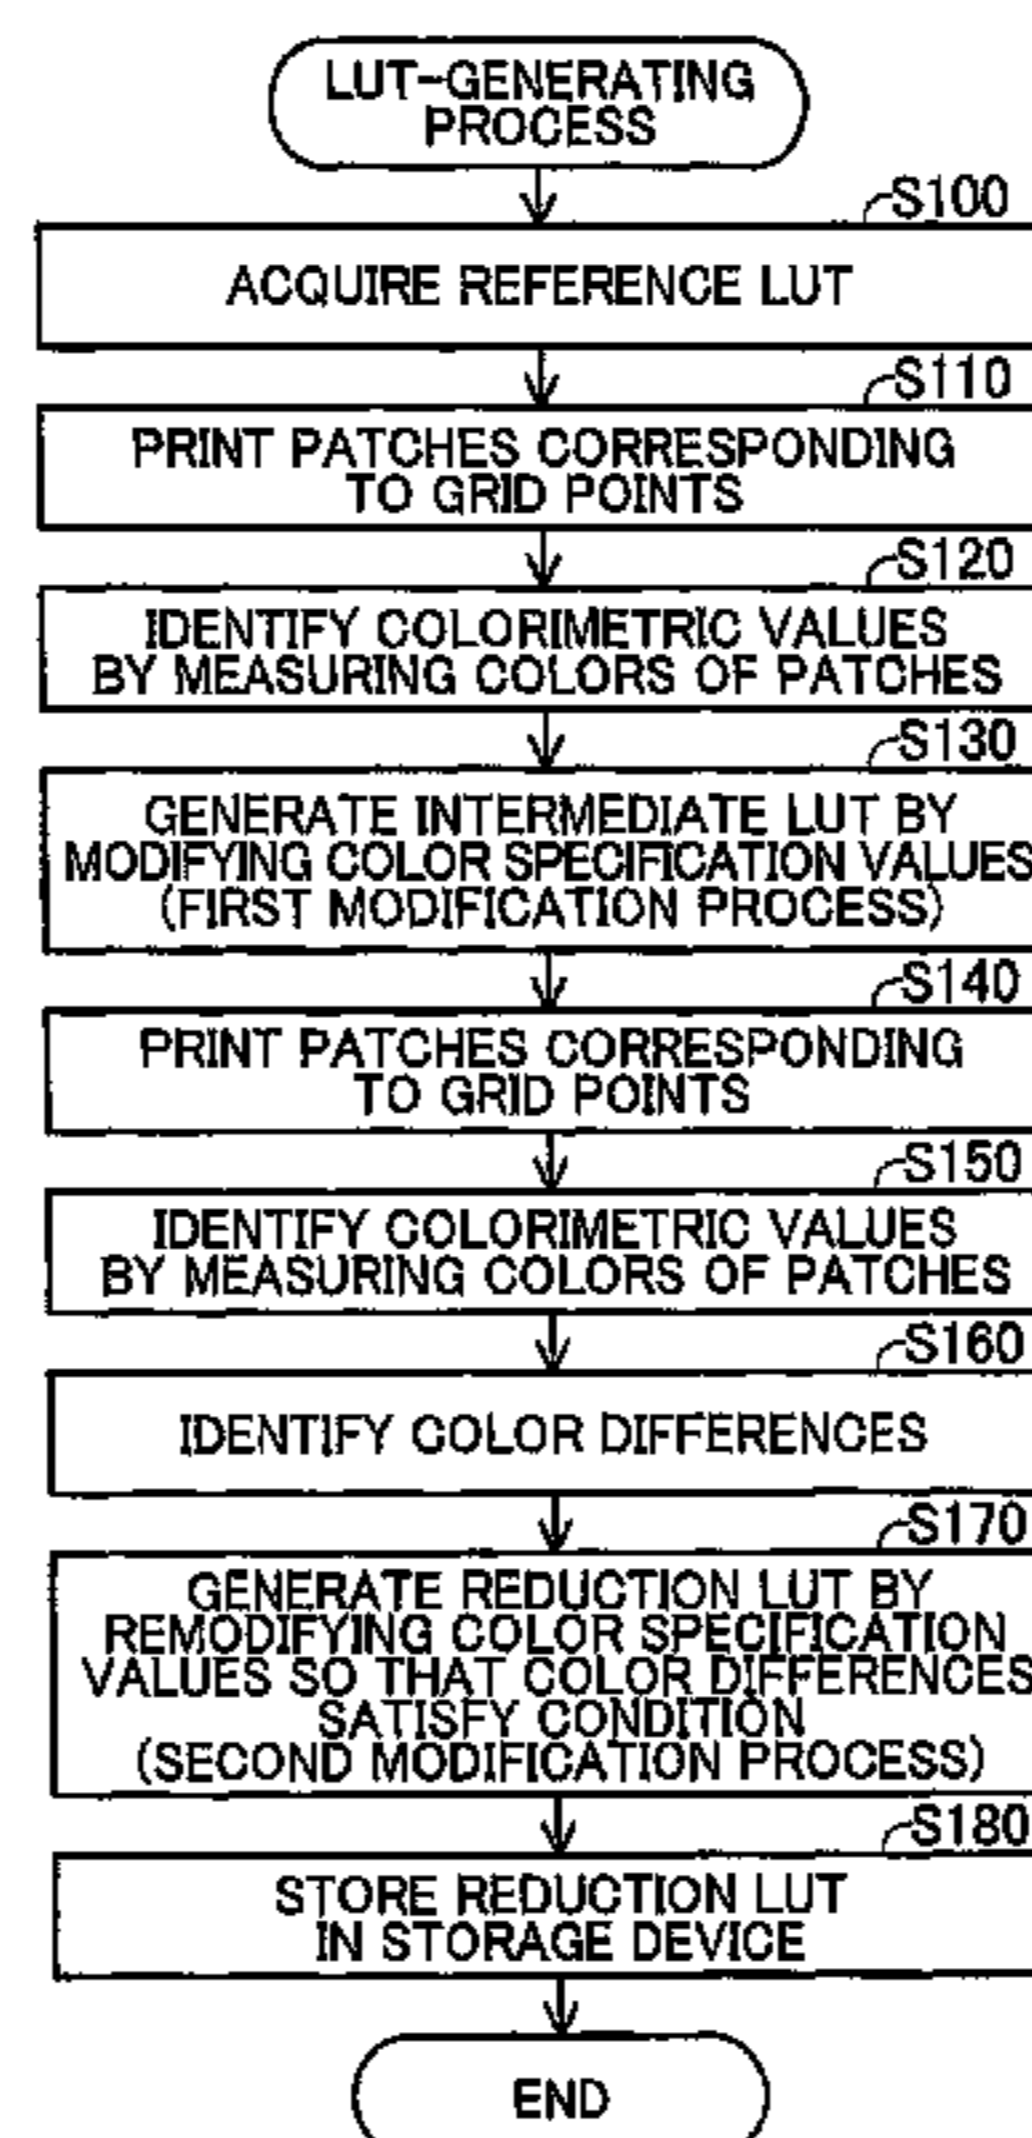 LUT-GENERATING
PROCESS
S100
ACQUIRE REFERENCE LUT
S110
PRINT PATCHES CORRESPONDING
TO GRID POINTS
S120
IDENTIFY COLORIMETRIC VALUES
BY MEASURING COLORS OF PATCHES
S130
GENERATE INTERMEDIATE LUT BY
MODIFYING COLOR SPECIFICATION VALUES
(FIRST MODIFICATION PROCESS)
S140
PRINT PATCHES CORRESPONDING
TO GRID POINTS
S150
IDENTIFY COLORIMETRIC VALUES
BY MEASURING COLORS OF PATCHES
S160
IDENTIFY COLOR DIFFERENCES
S170
GENERATE REDUCTION LUT BY
REMODIFYING COLOR SPECIFICATION
VALUES SO THAT COLOR DIFFERENCES
SATISFY CONDITION
(SECOND MODIFICATION PROCESS)
S180
STORE REDUCTION LUT
IN STORAGE DEVICE
END